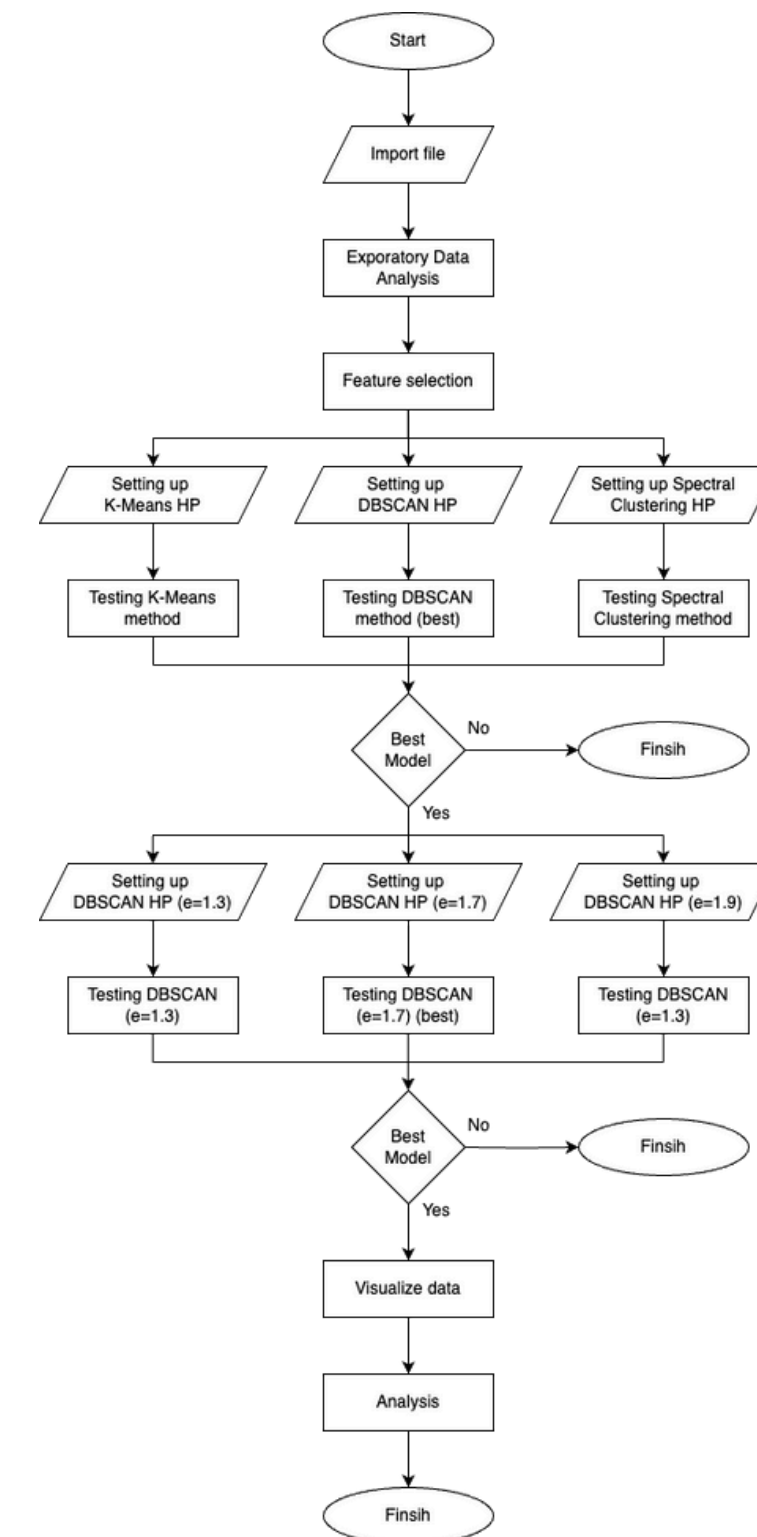 Start
Import file
Exporatory Data
Analysis
Feature selection
Setting up
K-Means HP
Setting up
DBSCAN HP
Setting up Spectral
Clustering HP
Testing K-Means
method
Testing DBSCAN
method (best)
Testing Spectral
Clustering method
Best
Model
No
Finsih
Yes
Setting up
DBSCAN HP (e=1.3)
Setting up
DBSCAN HP (e=1.7)
Setting up
DBSCAN HP (e=1.9)
Testing DBSCAN
(e=1.3)
Testing DBSCAN
(e=1.7) (best)
Testing DBSCAN
(e=1.3)
Best
Model
No
Finsih
Yes
Visualize data
Analysis
Finsih